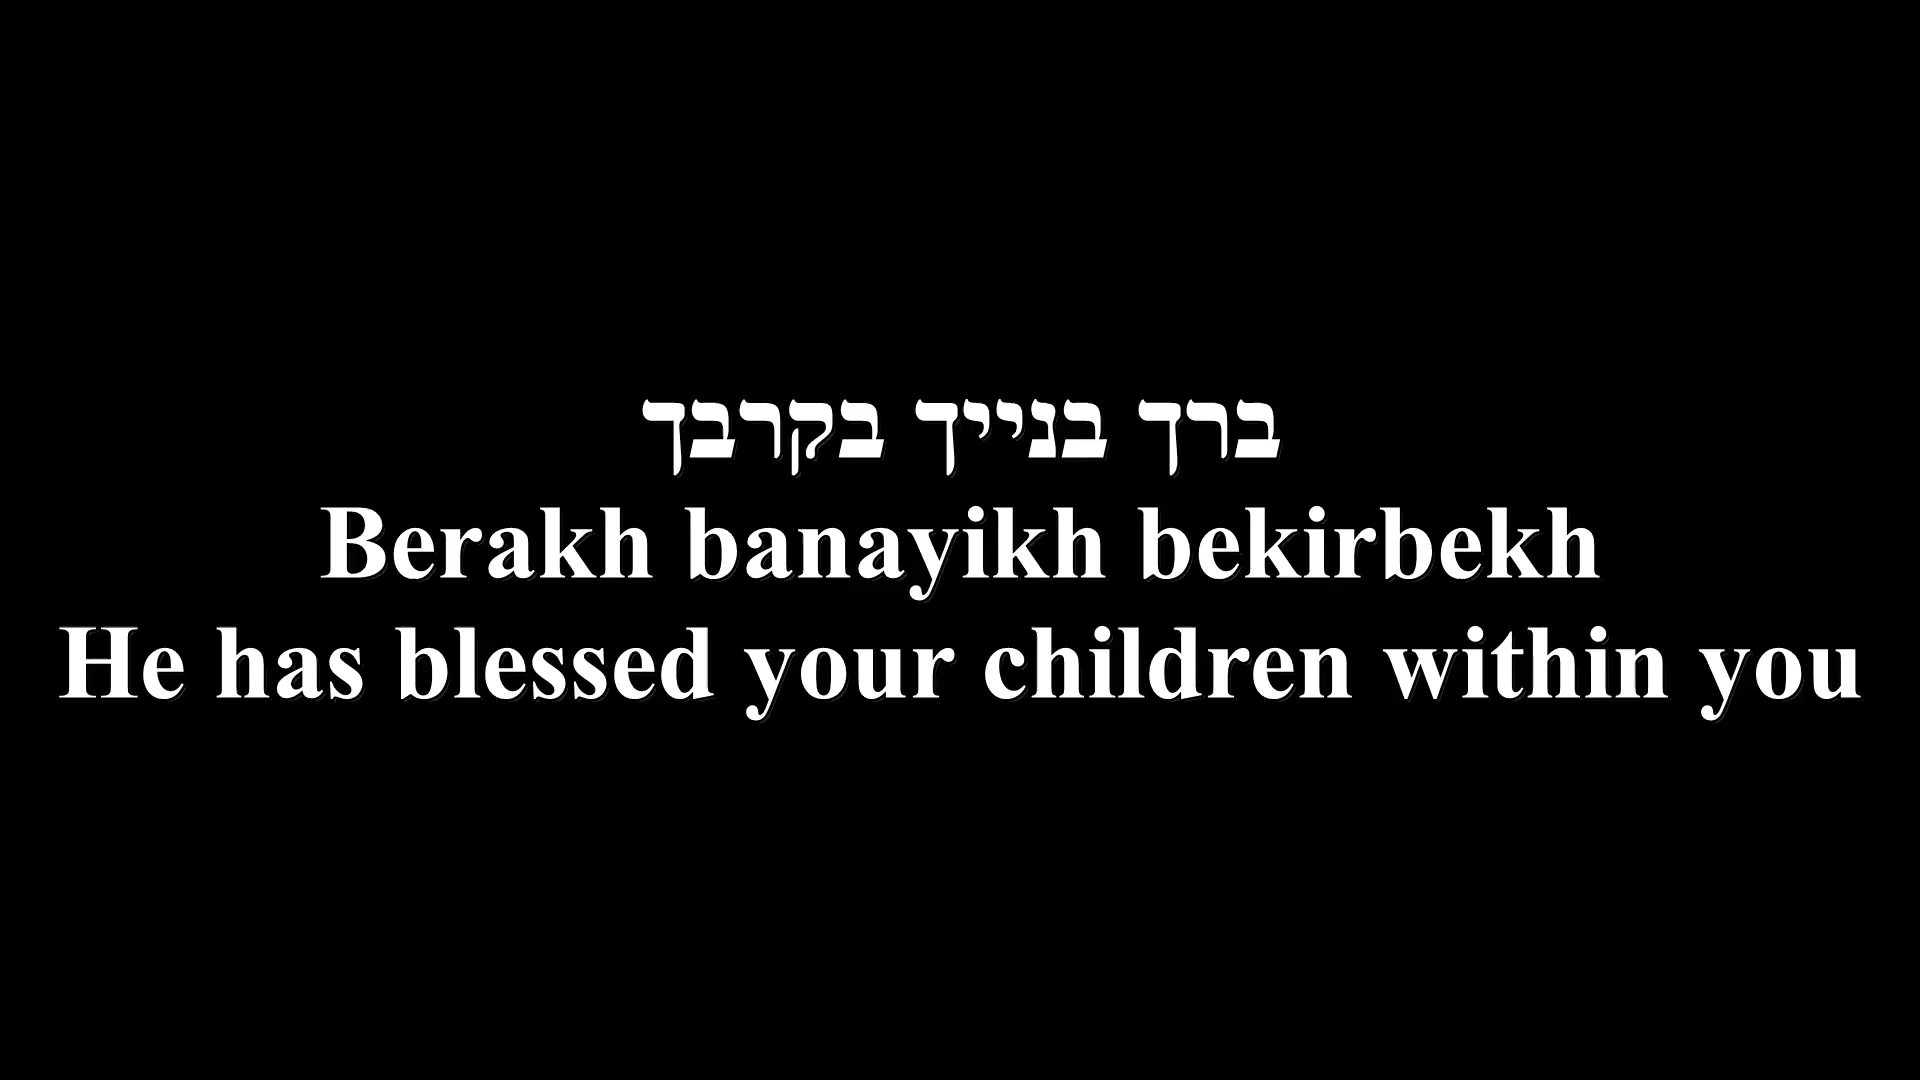 ברך בנייך בקרבך
Berakh banayikh bekirbekh
He has blessed your children within you